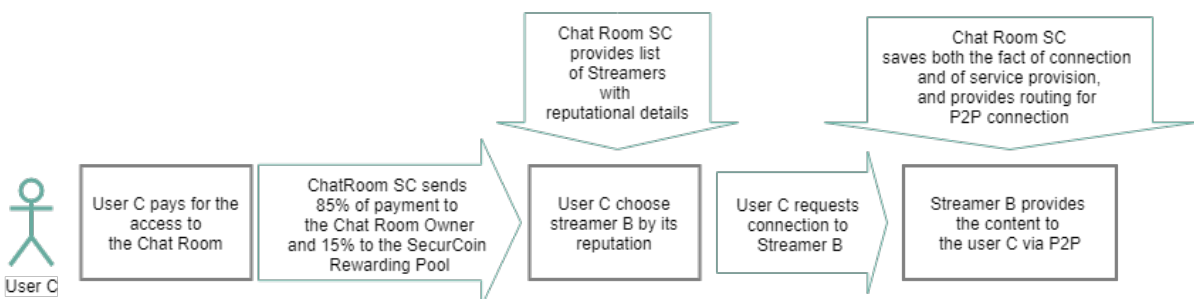 Chat Room SC
provides list
of Streamers
with
reputational details
Chat Room SC
saves both the fact of connection
and of service provision,
and provides routing for
P2P connection
User C
User C pays for the
access to
the Chat Room
ChatRoom SC sends
85% of payment to
the Chat Room Owner
and 15% to the SecurCoin
Rewarding Pool
User C choose
streamer B by its
reputation
User C requests
connection to
Streamer B
Streamer B provides
the content to
the user C via P2P